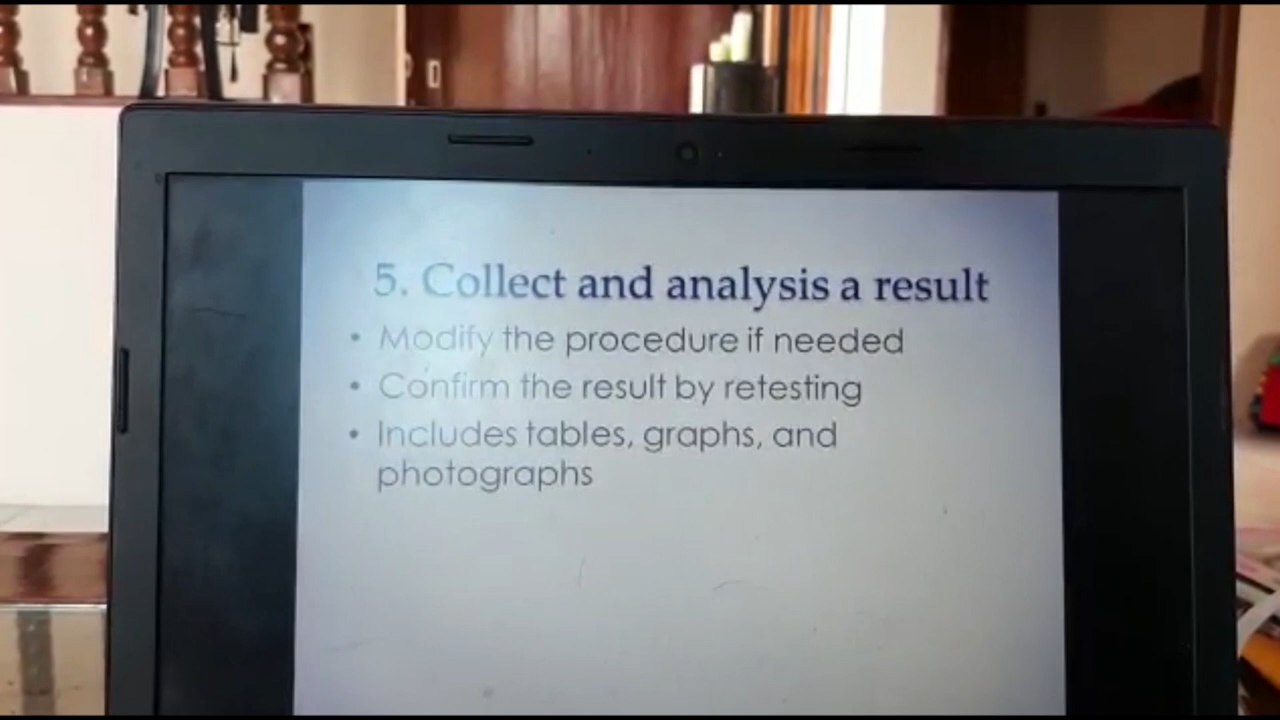 5. Collect and analysis a result
• Modify the procedure if needed
• Confirm the result by retesting
• Includes tables, graphs, and
photographs